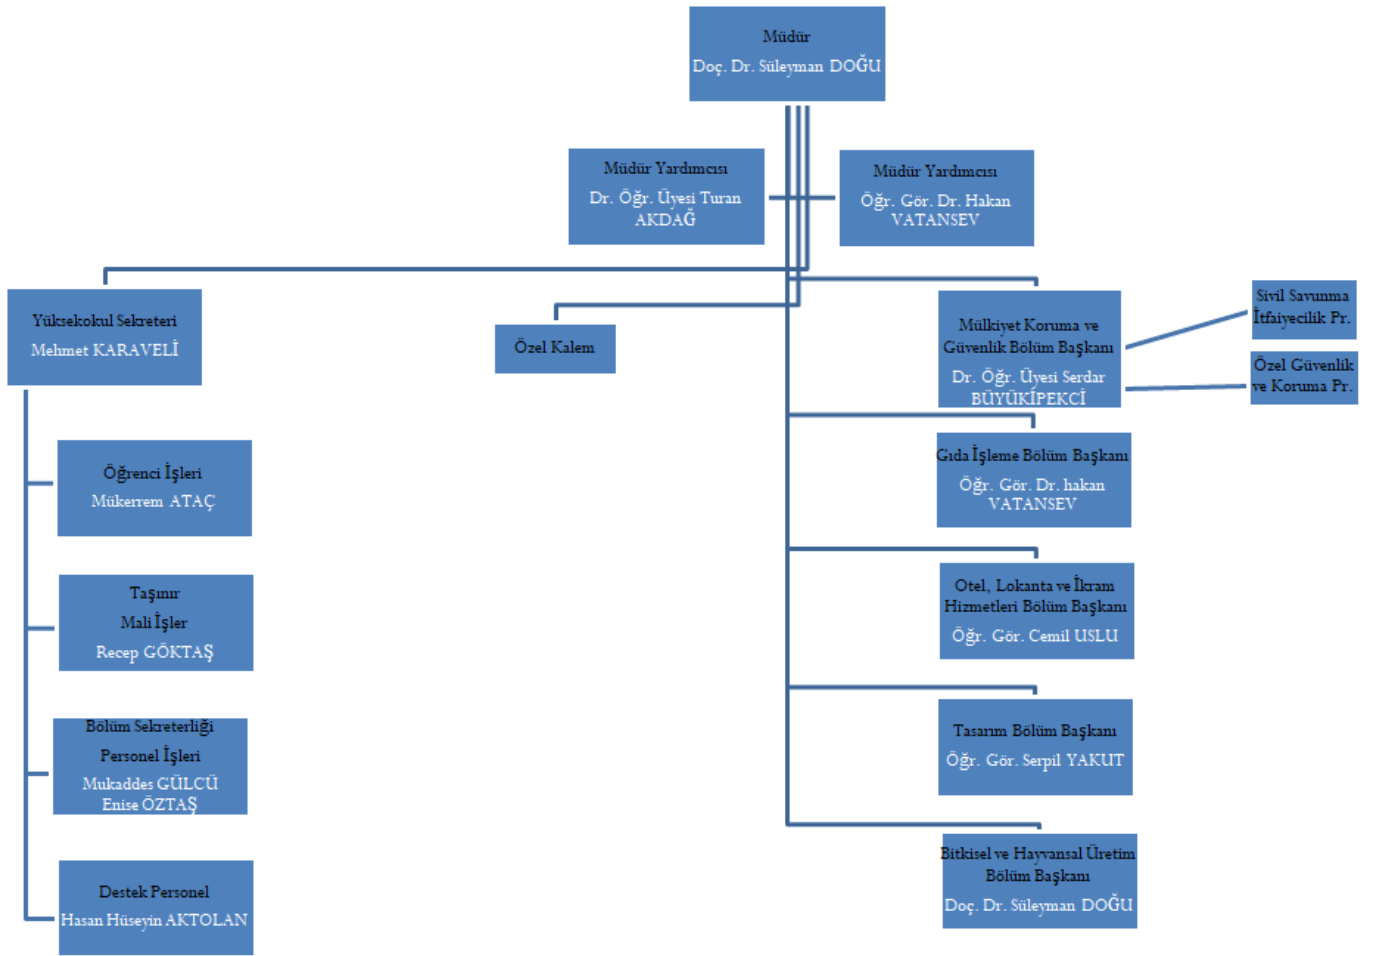 Müdür
Doç. Dr. Süleyman DOĞU
Müdür Yardımcısı
Dr. Öğr. Üyesi Turan
AKDAĞ
Müdür Yardımcısı
Öğr. Gör. Dr. Hakan
VATANSEV
Yüksekokul Sekreteri
Mehmet KARAVELİ
Özel Kalem
Mülkiyet Koruma ve
Güvenlik Bölüm Başkanı
Dr. Öğr. Üyesi Serdar
BÜYÜKİPEKCİ
Sivil Savunma
İtfaiyecilik Pr.
Özel Güvenlik
ve Koruma Pr.
Öğrenci İşleri
Mükerrem ATAÇ
Gıda İşleme Bölüm Başkanı
Öğr. Gör. Dr. hakan
VATANSEV
Taşınır
Mali İşler
Recep GÖKTAŞ
Otel, Lokanta ve İkram
Hizmetleri Bölüm Başkanı
Öğr. Gör. Cemil USLU
Bölüm Sekreterliği
Personel İşleri
Mukaddes GÜLCÜ
Enise ÖZTAŞ
Tasarım Bölüm Başkanı
Öğr. Gör. Serpil YAKUT
Destek Personel
Hasan Hüseyin AKTOLAN
Bitkisel ve Hayvansal Üretim
Bölüm Başkanı
Doç. Dr. Süleyman DOĞU